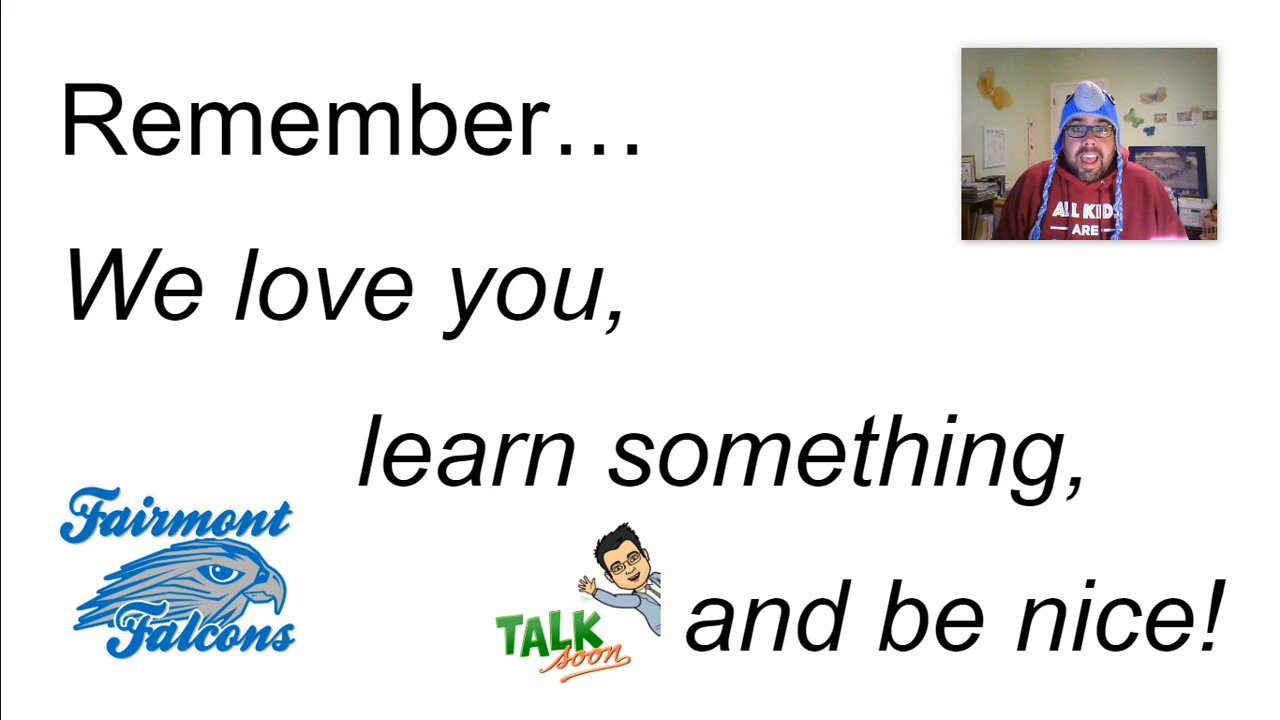 Remember…
We love you,
learn something,
and be nice!
Fairmont
Falcons
TALK
soon
ALL KIDS
ARE